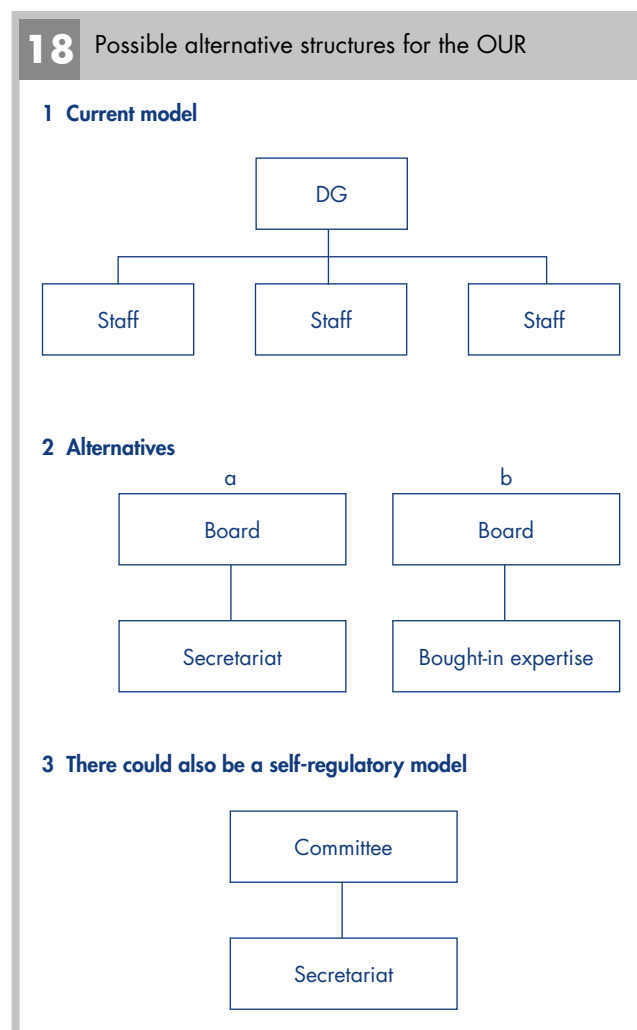 18 Possible alternative structures for the OUR
1 Current model
DG
Staff Staff Staff
2 Alternatives
a b
Board Board
Secretariat Bought-in expertise
3 There could also be a self-regulatory model
Committee
Secretariat